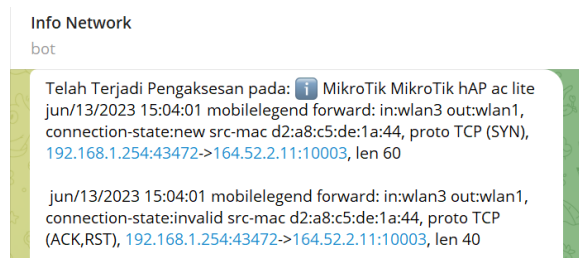 Info Network
bot
Telah Terjadi Pengaksesan pada: ℹ️ MikroTik MikroTik hAP ac lite
jun/13/2023 15:04:01 mobilelegend forward: in:wlan3 out:wlan1,
connection-state:new src-mac d2:a8:c5:de:1a:44, proto TCP (SYN),
192.168.1.254:43472->164.52.2.11:10003, len 60
jun/13/2023 15:04:01 mobilelegend forward: in:wlan3 out:wlan1,
connection-state:invalid src-mac d2:a8:c5:de:1a:44, proto TCP
(ACK,RST), 192.168.1.254:43472->164.52.2.11:10003, len 40